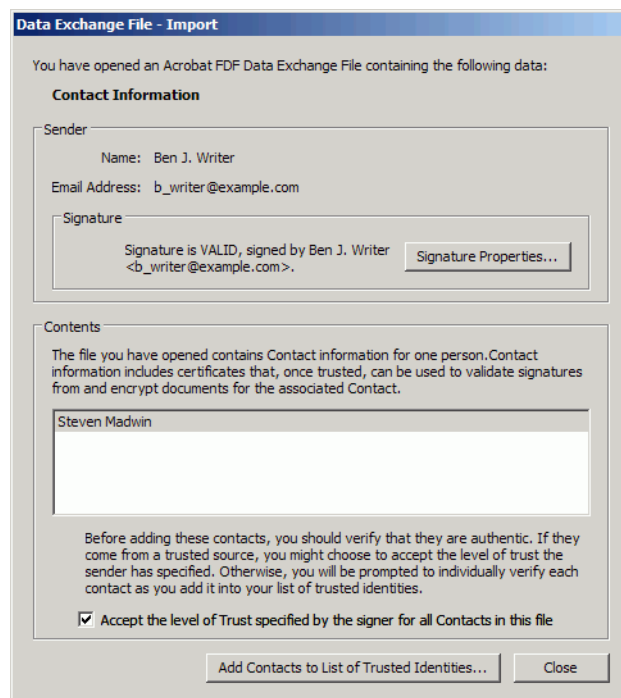 Data Exchange File - Import
You have opened an Acrobat FDF Data Exchange File containing the following data:
Contact Information
Sender
Name: Ben J. Writer
Email Address: b_writer@example.com
Signature
Signature is VALID, signed by Ben J. Writer
<b_writer@example.com>.
Signature Properties...
Contents
The file you have opened contains Contact information for one person.Contact
information includes certificates that, once trusted, can be used to validate signatures
from and encrypt documents for the associated Contact.
Steven Madwin
Before adding these contacts, you should verify that they are authentic. If they
come from a trusted source, you might choose to accept the level of trust the
sender has specified. Otherwise, you will be prompted to individually verify each
contact as you add it into your list of trusted identities.
Accept the level of Trust specified by the signer for all Contacts in this file
Add Contacts to List of Trusted Identities...
Close